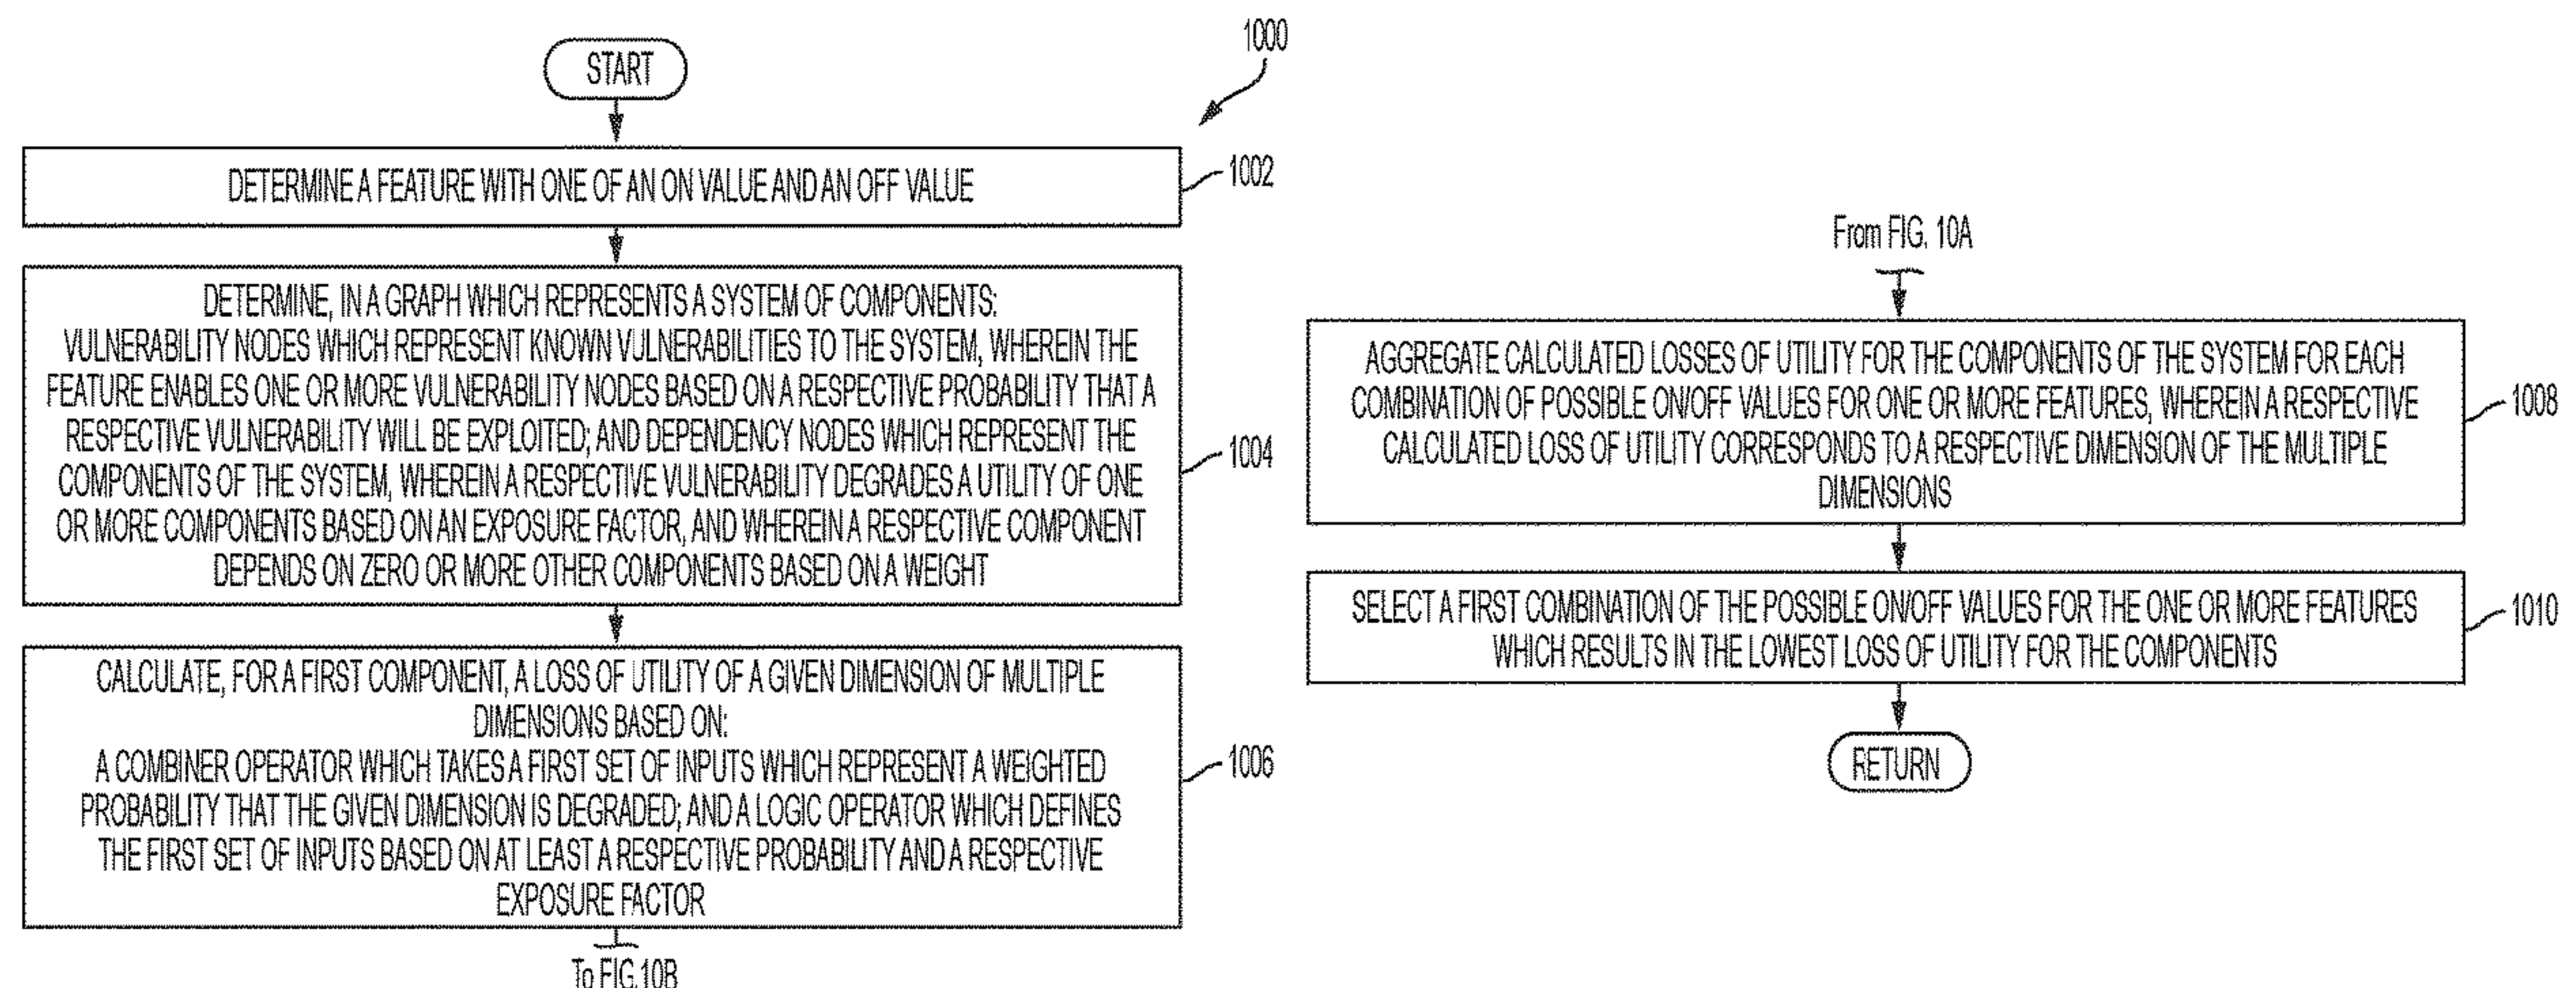 1000
START
DETERMINE A FEATURE WITH ONE OF AN ON VALUE AND AN OFF VALUE
1002
DETERMINE, IN A GRAPH WHICH REPRESENTS A SYSTEM OF COMPONENTS:
VULNERABILITY NODES WHICH REPRESENT KNOWN VULNERABILITIES TO THE SYSTEM, WHEREIN THE
FEATURE ENABLES ONE OR MORE VULNERABILITY NODES BASED ON A RESPECTIVE PROBABILITY THAT A
RESPECTIVE VULNERABILITY WILL BE EXPLOITED; AND DEPENDENCY NODES WHICH REPRESENT THE
COMPONENTS OF THE SYSTEM, WHEREIN A RESPECTIVE VULNERABILITY DEGRADES A UTILITY OF ONE
OR MORE COMPONENTS BASED ON AN EXPOSURE FACTOR, AND WHEREIN A RESPECTIVE COMPONENT
DEPENDS ON ZERO OR MORE OTHER COMPONENTS BASED ON A WEIGHT
1004
CALCULATE, FOR A FIRST COMPONENT, A LOSS OF UTILITY OF A GIVEN DIMENSION OF MULTIPLE
DIMENSIONS BASED ON:
A COMBINER OPERATOR WHICH TAKES A FIRST SET OF INPUTS WHICH REPRESENT A WEIGHTED
PROBABILITY THAT THE GIVEN DIMENSION IS DEGRADED; AND A LOGIC OPERATOR WHICH DEFINES
THE FIRST SET OF INPUTS BASED ON AT LEAST A RESPECTIVE PROBABILITY AND A RESPECTIVE
EXPOSURE FACTOR
1006
To FIG.10B
From FIG. 10A
AGGREGATE CALCULATED LOSSES OF UTILITY FOR THE COMPONENTS OF THE SYSTEM FOR EACH
COMBINATION OF POSSIBLE ON/OFF VALUES FOR ONE OR MORE FEATURES, WHEREIN A RESPECTIVE
CALCULATED LOSS OF UTILITY CORRESPONDS TO A RESPECTIVE DIMENSION OF THE MULTIPLE
DIMENSIONS
1008
SELECT A FIRST COMBINATION OF THE POSSIBLE ON/OFF VALUES FOR THE ONE OR MORE FEATURES
WHICH RESULTS IN THE LOWEST LOSS OF UTILITY FOR THE COMPONENTS
1010
RETURN